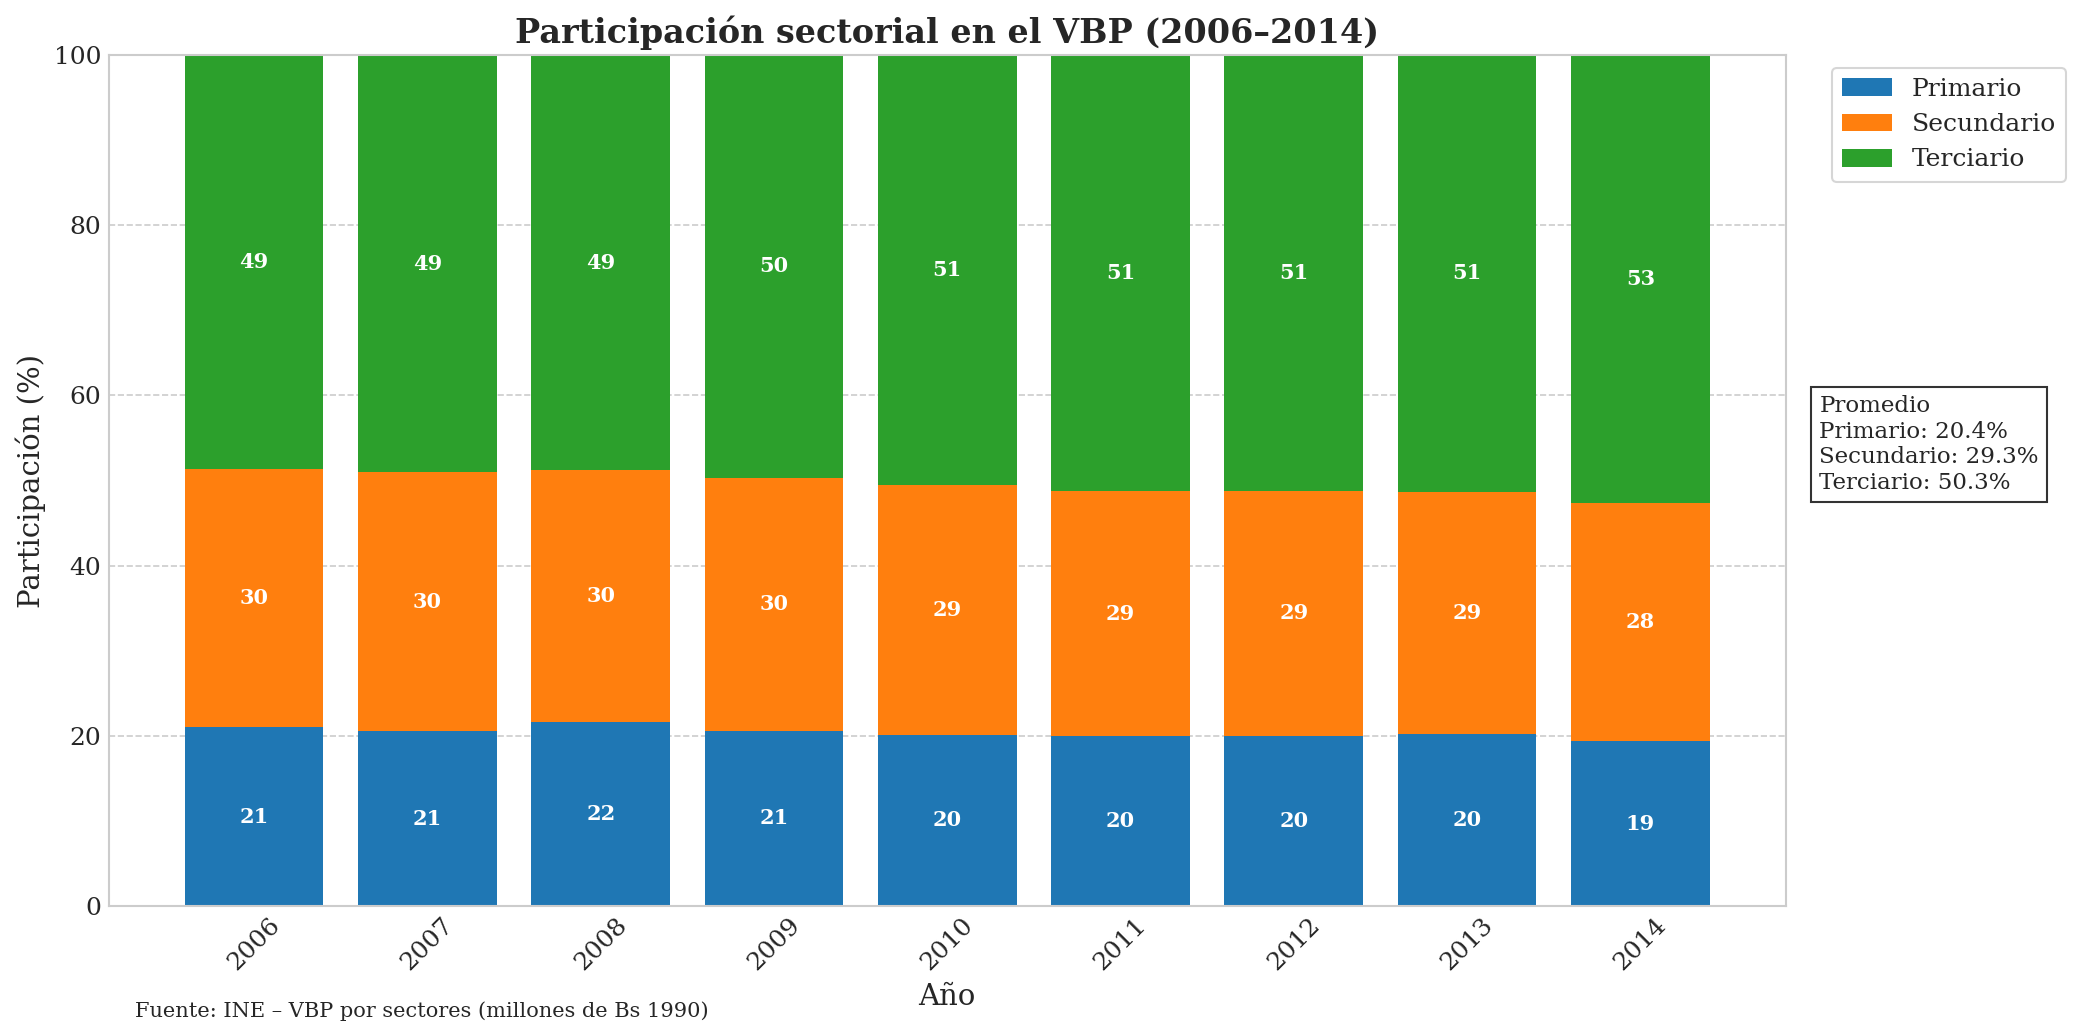 Participación sectorial en el VBP (2006–2014)
Participación (%)
100
80
60
40
20
0
49 49 49 50 51 51 51 51 53
30 30 30 30 29 29 29 29 28
21 21 22 21 20 20 20 20 19
2006 2007 2008 2009 2010 2011 2012 2013 2014
Año
Primario
Secundario
Terciario
Promedio
Primario: 20.4%
Secundario: 29.3%
Terciario: 50.3%
Fuente: INE – VBP por sectores (millones de Bs 1990)